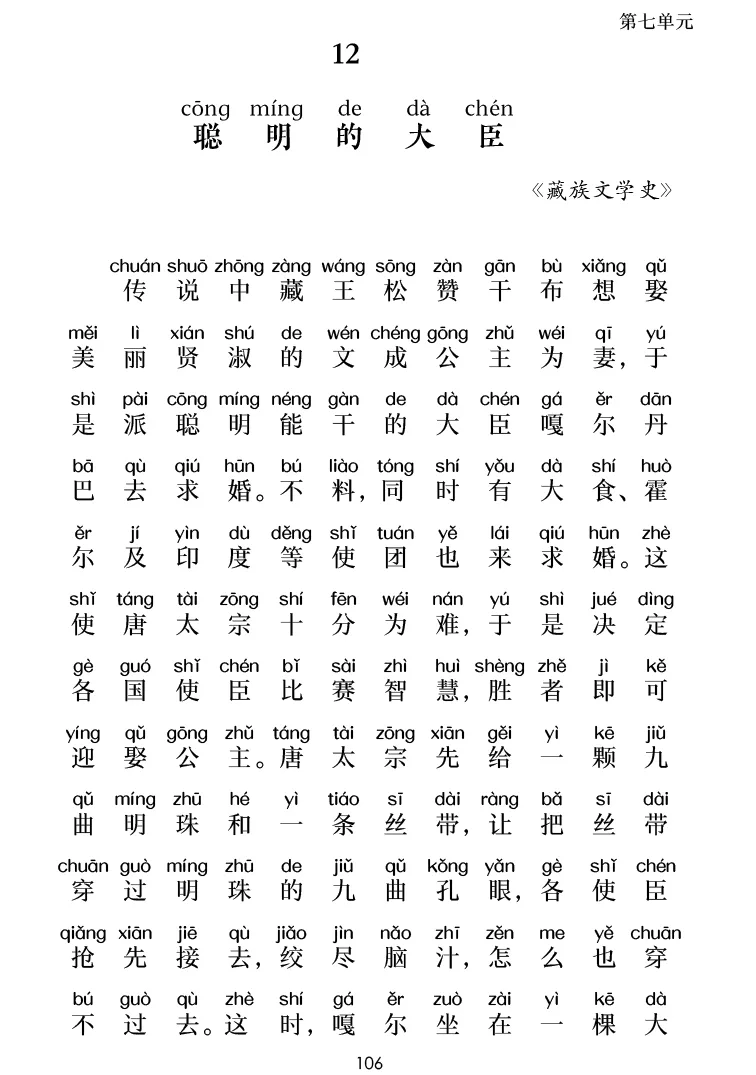 第七单元
12
cōng míng de dà chén
聪明的大臣
《藏族文学史》
chuán shuō zhōng zàng wáng sōng zàn gān bù xiǎng qǔ
传说中藏王松赞干布想娶
měi lì xián shú de wén chéng gōng zhǔ wéi qī yú
美丽贤淑的文成公主为妻，于
shì pài cōng míng néng gàn de dà chén gá ěr dān
是派聪明能干的大臣嘎尔丹
bā qù qiú hūn bú liào tóng shí yǒu dà shí huò
巴去求婚。不料，同时有大食、霍
ěr jí yìn dù děng shǐ tuán yě lái qiú hūn zhè
尔及印度等使团也来求婚。这
shǐ táng tài zōng shí fēn wéi nán yú shì jué dìng
使唐太宗十分为难，于是决定
gè guó shǐ chén bǐ sài zhì huì shèng zhě jì kě
各国使臣比赛智慧，胜者即可
yíng qǔ gōng zhǔ táng tài zōng xiān gěi yì kē jiǔ
迎娶公主。唐太宗先给一颗九
qǔ míng zhū hé yì tiáo sī dài ràng bǎ sī dài
曲明珠和一条丝带，让把丝带
chuān guò míng zhū de jiǔ qǔ kǒng yǎn gè shǐ chén
穿过明珠的九曲孔眼，各使臣
qiǎng xiān jiē qù jiǎo jìn nǎo zhī zěn me yě chuān
抢先接去，绞尽脑汁，怎么也穿
bú guò qù zhè shí gá ěr zuò zài yì kē dà
不过去。这时，嘎尔坐在一棵大
106